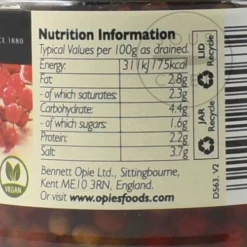 CE 1880
Nutrition Information
Typical Values per 100g as drained.
Energy: 311kJ 75kcal
Fat: 2.8g
- of which saturates: 2.3g
Carbohydrate: 4.4g
- of which sugars: 1.6g
Protein: 2.2g
Salt: 3.7g
Bennett Opie Ltd., Sittingbourne,
Kent ME10 3RN, England.
Or visit www.opiesfoods.com
VEGAN
LID
Recycle
JAR
Recycle
D563. V2